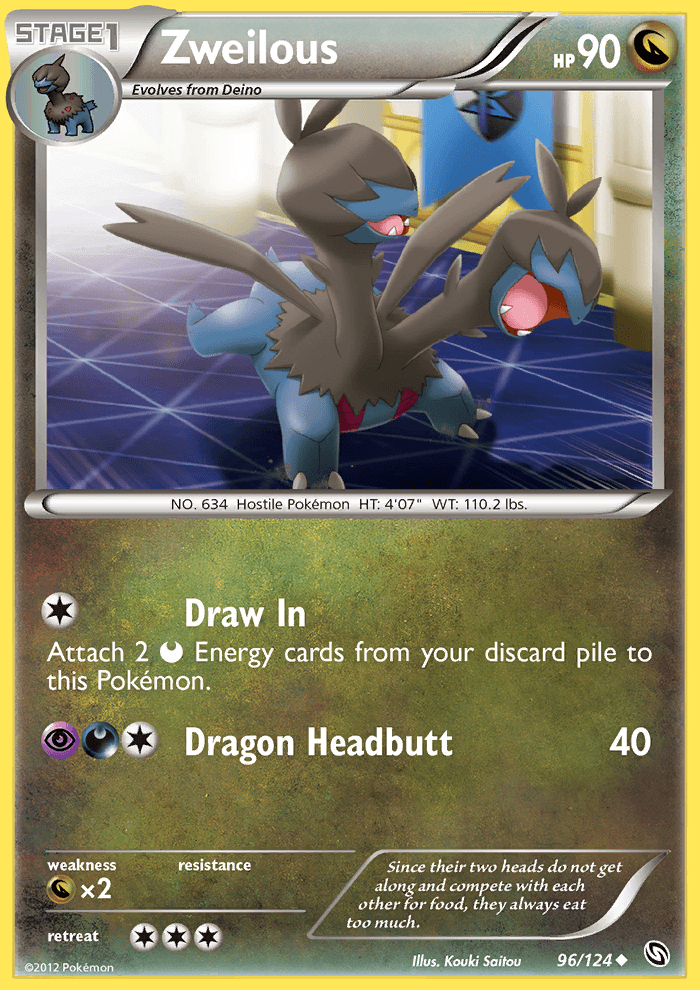 STAGE1
Zweilous
HP90
Evolves from Deino
NO. 634 Hostile Pokémon HT: 4'07" WT: 110.2 lbs.
Draw In
Attach 2 Energy cards from your discard pile to
this Pokémon.
Dragon Headbutt 40
weakness resistance
×2
retreat
Since their two heads do not get
along and compete with each
other for food, they always eat
too much.
Illus. Kouki Saitou 96/124
©2012 Pokémon